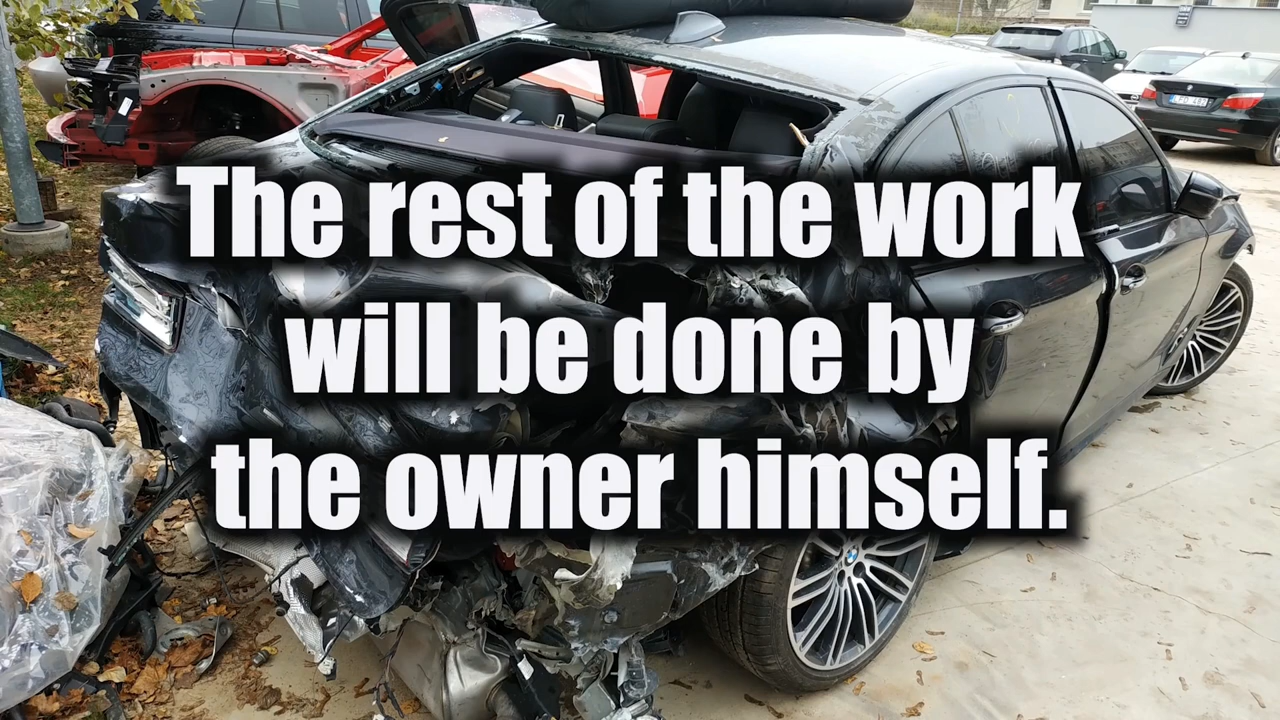 The rest of the work
will be done by
the owner himself.